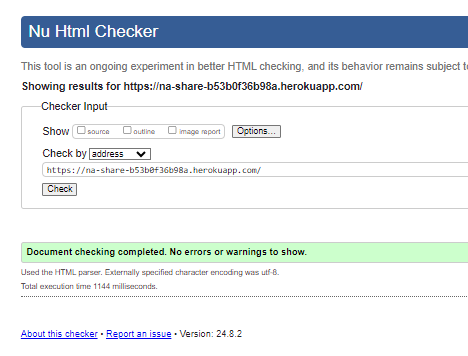 Nu Html Checker
This tool is an ongoing experiment in better HTML checking, and its behavior remains subject to
Showing results for https://na-share-b53b0f36b98a.herokuapp.com/
Checker Input
Show source outline image report Options...
Check by address
https://na-share-b53b0f36b98a.herokuapp.com/
Check
Document checking completed. No errors or warnings to show.
Used the HTML parser. Externally specified character encoding was utf-8.
Total execution time 1144 milliseconds.
About this checker • Report an issue • Version: 24.8.2